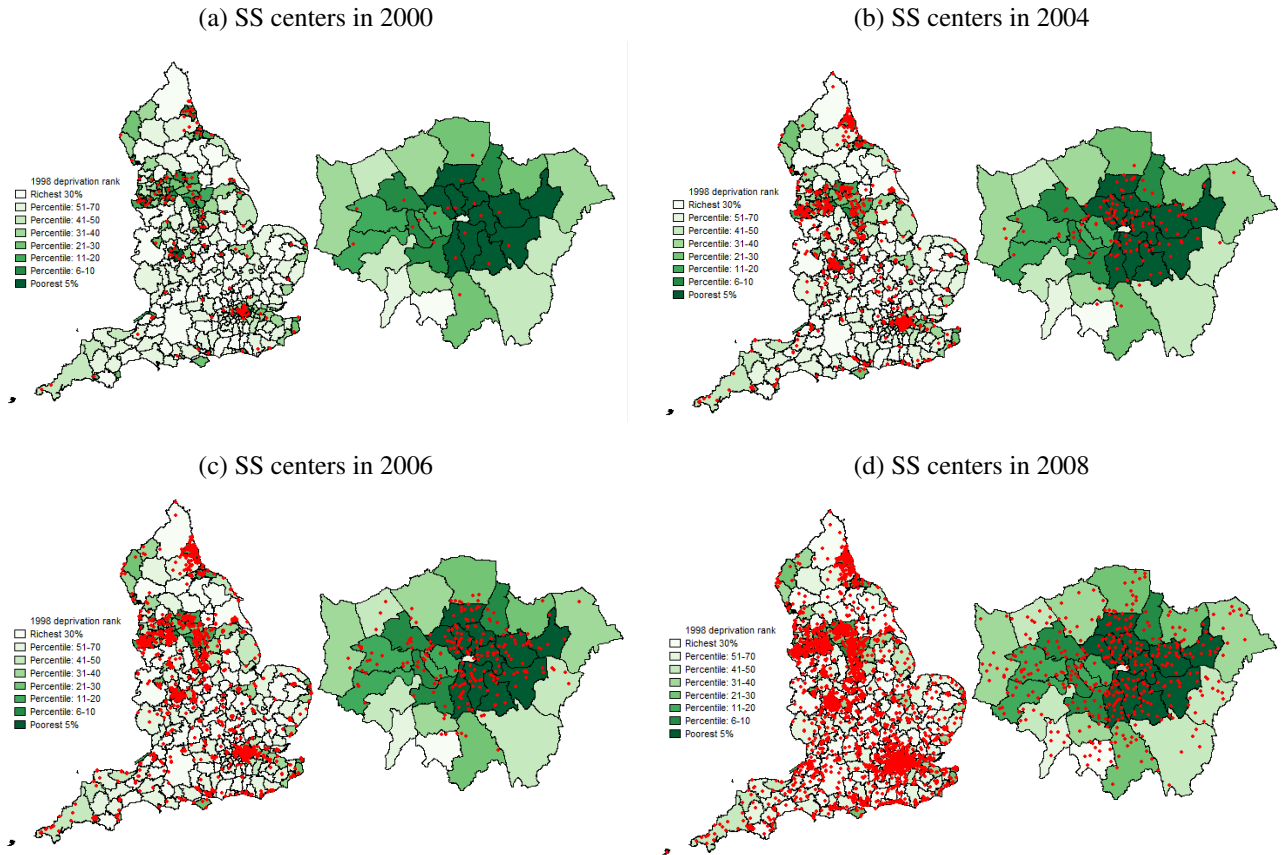 (a) SS centers in 2000
1998 deprivation rank
Richest 30%
Percentile: 51-70
Percentile: 41-50
Percentile: 31-40
Percentile: 21-30
Percentile: 11-20
Percentile: 6-10
Poorest 5%
(b) SS centers in 2004
1998 deprivation rank
Richest 30%
Percentile: 51-70
Percentile: 41-50
Percentile: 31-40
Percentile: 21-30
Percentile: 11-20
Percentile: 6-10
Poorest 5%
(c) SS centers in 2006
1998 deprivation rank
Richest 30%
Percentile: 51-70
Percentile: 41-50
Percentile: 31-40
Percentile: 21-30
Percentile: 11-20
Percentile: 6-10
Poorest 5%
(d) SS centers in 2008
1998 deprivation rank
Richest 30%
Percentile: 51-70
Percentile: 41-50
Percentile: 31-40
Percentile: 21-30
Percentile: 11-20
Percentile: 6-10
Poorest 5%